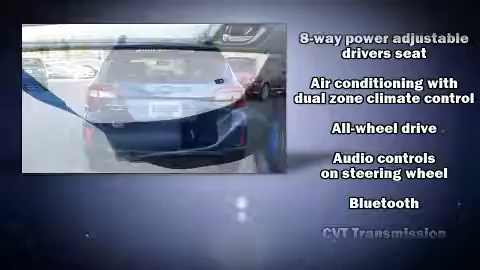 8-way power adjustable
drivers seat
Air conditioning with
dual zone climate control
All-wheel drive
Audio controls
on steering wheel
Bluetooth
CVT Transmission